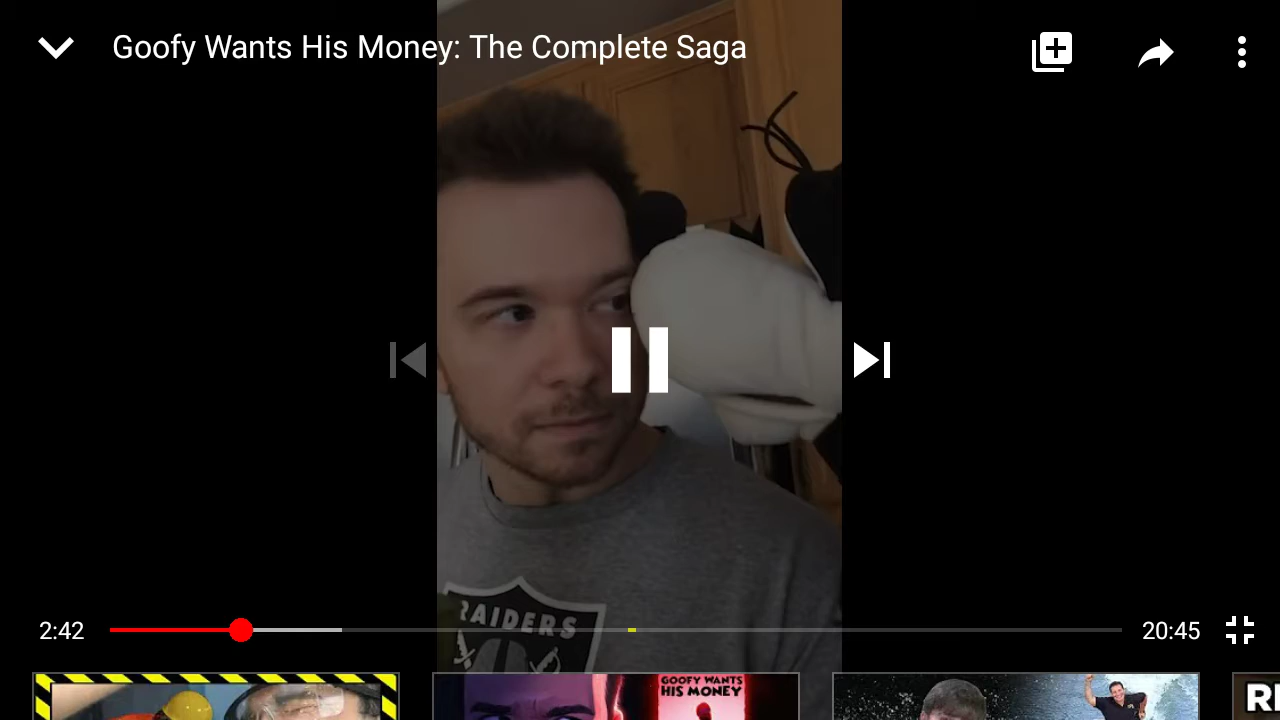 Goofy Wants His Money: The Complete Saga
RAIDERS
2:42
20:45
GOOFY WANTS
HIS MONEY